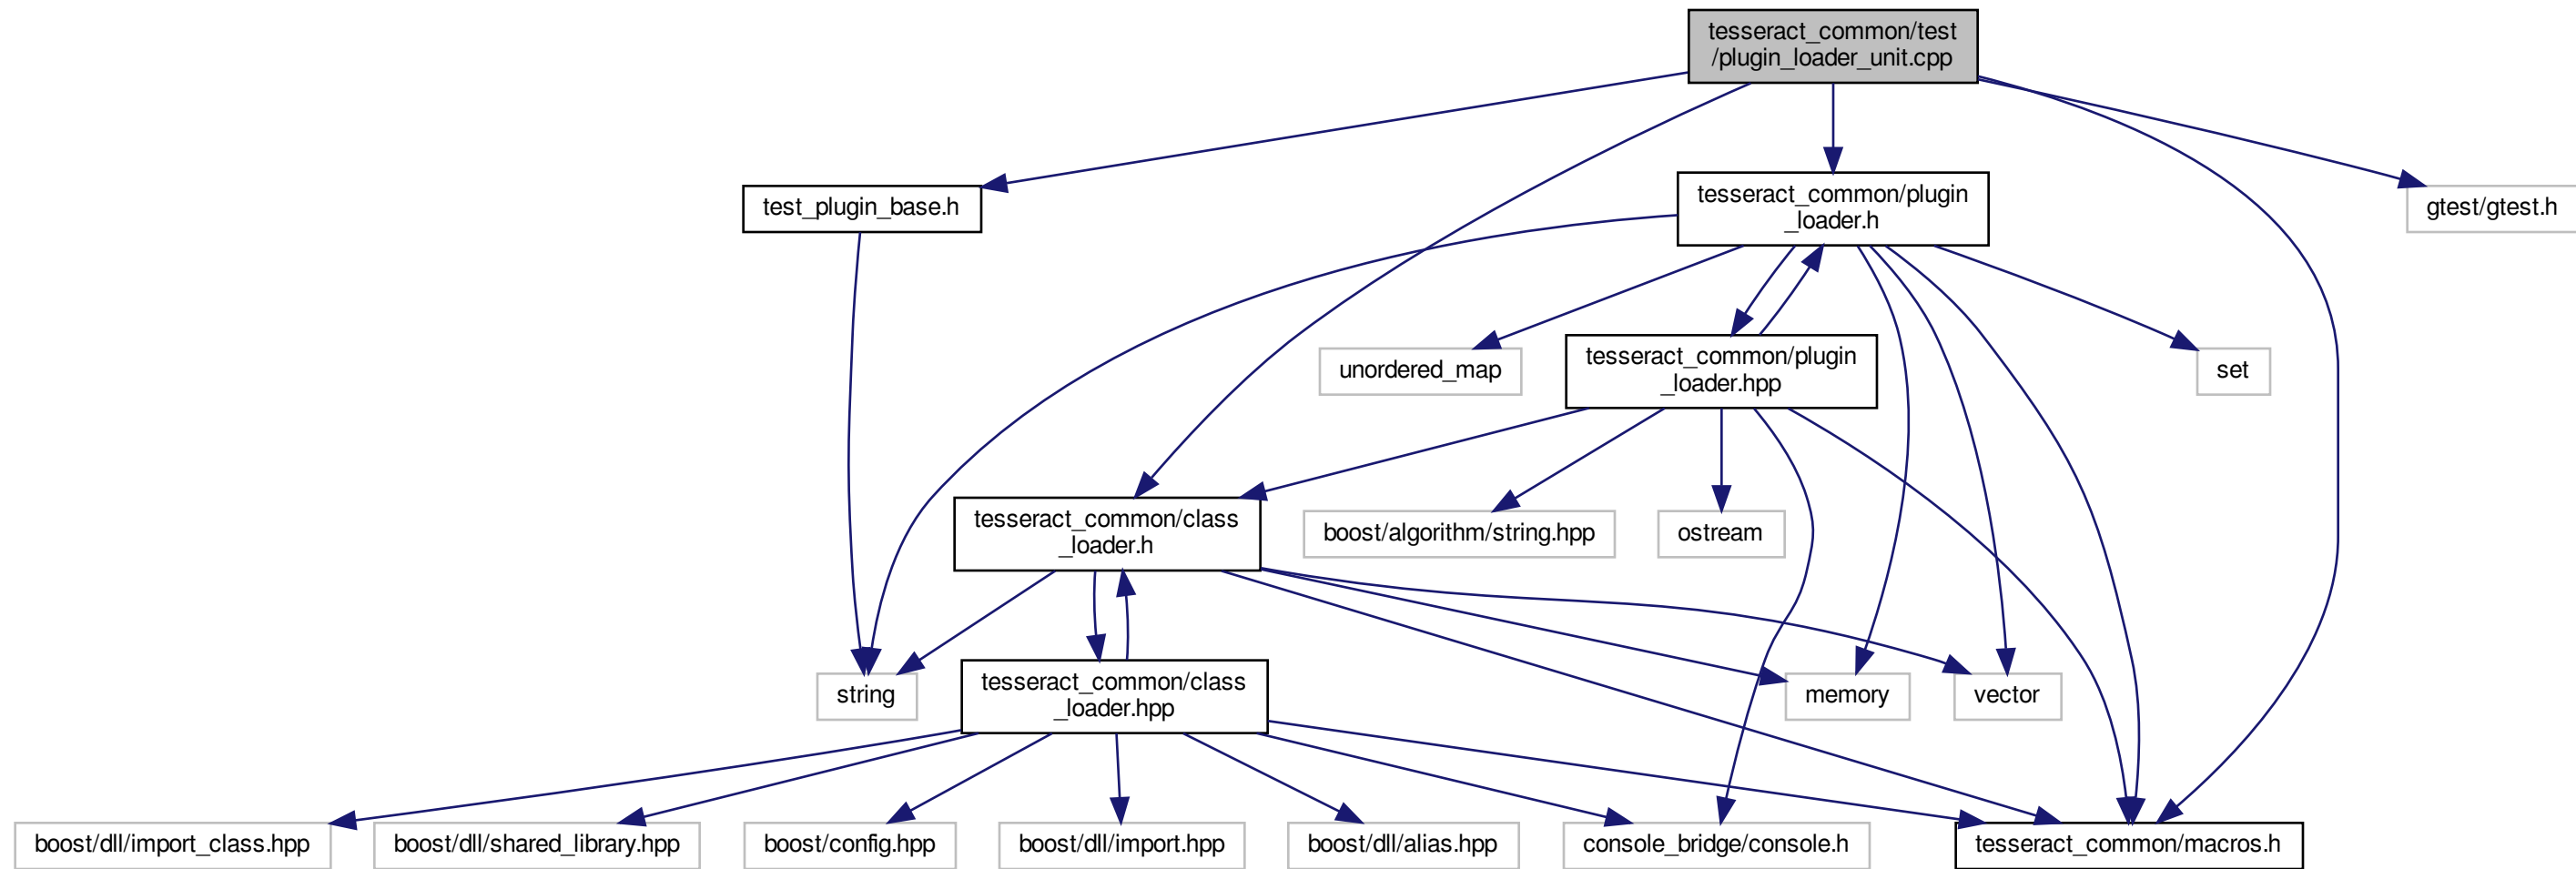 tesseract_common/test
/plugin_loader_unit.cpp
test_plugin_base.h
tesseract_common/plugin
_loader.h
gtest/gtest.h
unordered_map
tesseract_common/plugin
_loader.hpp
set
tesseract_common/class
_loader.h
boost/algorithm/string.hpp
ostream
string
tesseract_common/class
_loader.hpp
memory
vector
boost/dll/import_class.hpp
boost/dll/shared_library.hpp
boost/config.hpp
boost/dll/import.hpp
boost/dll/alias.hpp
console_bridge/console.h
tesseract_common/macros.h